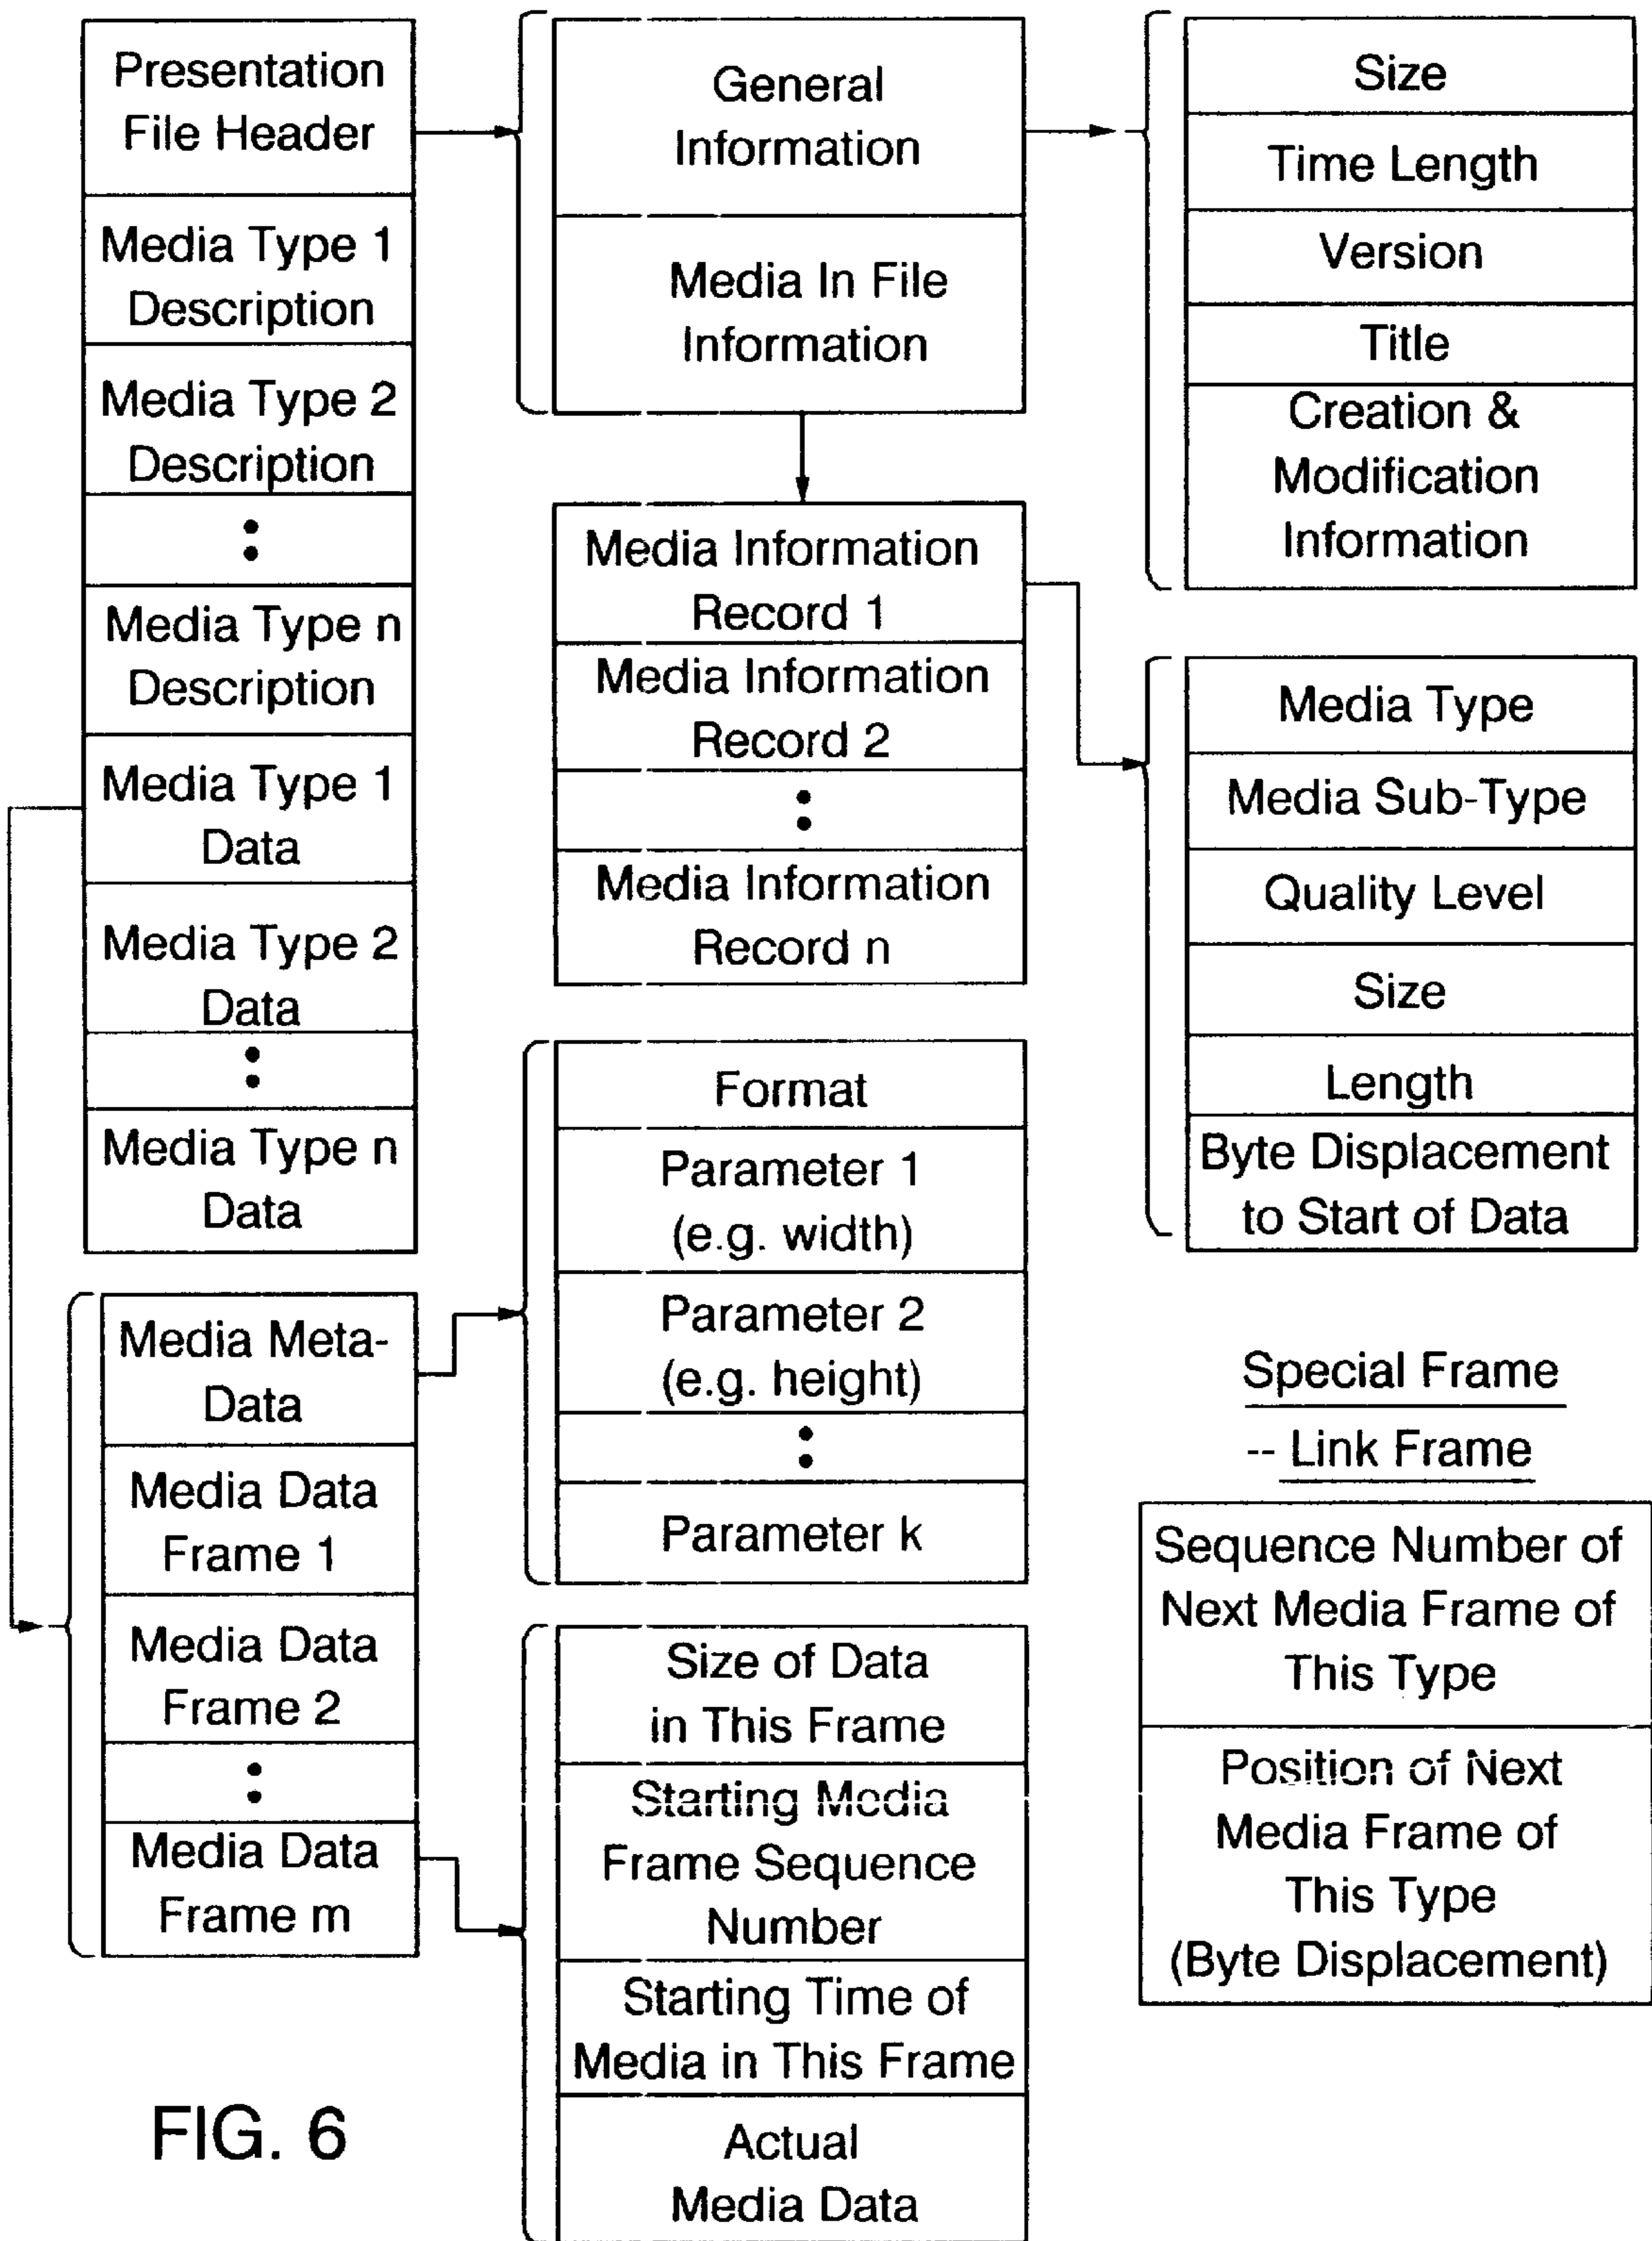 Presentation
File Header
Media Type 1
Description
Media Type 2
Description
Media Type n
Description
Media Type 1
Data
Media Type 2
Data
Media Type n
Data
General
Information
Media In File
Information
Size
Time Length
Version
Title
Creation &
Modification
Information
Media Information
Record 1
Media Information
Record 2
Media Information
Record n
Media Type
Media Sub-Type
Quality Level
Size
Length
Byte Displacement
to Start of Data
Media Meta-
Data
Media Data
Frame 1
Media Data
Frame 2
Media Data
Frame m
Format
Parameter 1
(e.g. width)
Parameter 2
(e.g. height)
Parameter k
Size of Data
in This Frame
Starting Media
Frame Sequence
Number
Starting Time of
Media in This Frame
Actual
Media Data
Special Frame
-- Link Frame
Sequence Number of
Next Media Frame of
This Type
Position of Next
Media Frame of
This Type
(Byte Displacement)
FIG. 6